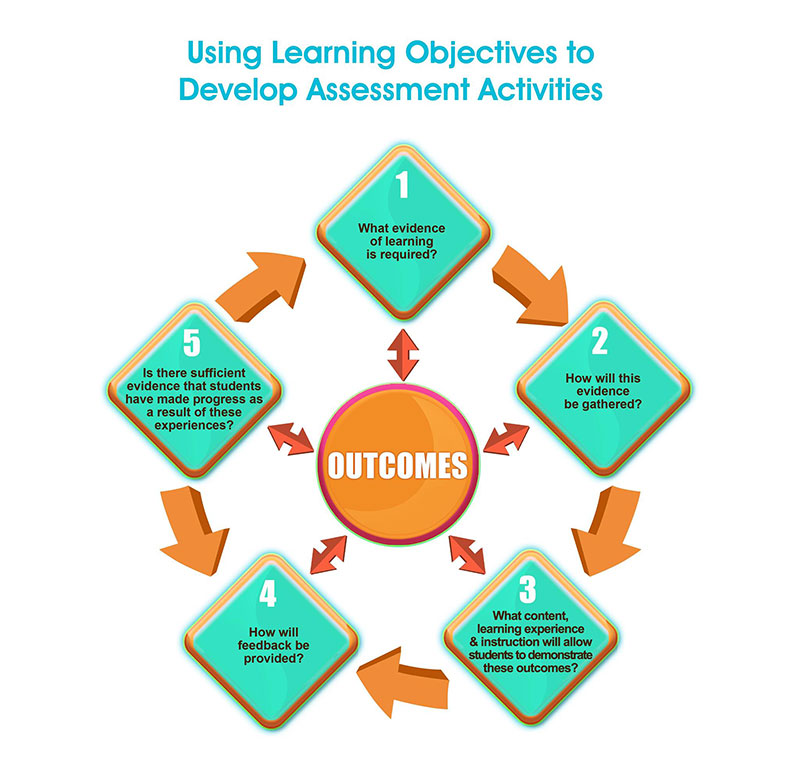 Using Learning Objectives to
Develop Assessment Activities
1
What evidence
of learning
is required?
2
How will this
evidence
be gathered?
3
What content,
learning experience
& instruction will allow
students to demonstrate
these outcomes?
4
How will
feedback be
provided?
5
Is there sufficient
evidence that students
have made progress as
a result of these
experiences?
OUTCOMES